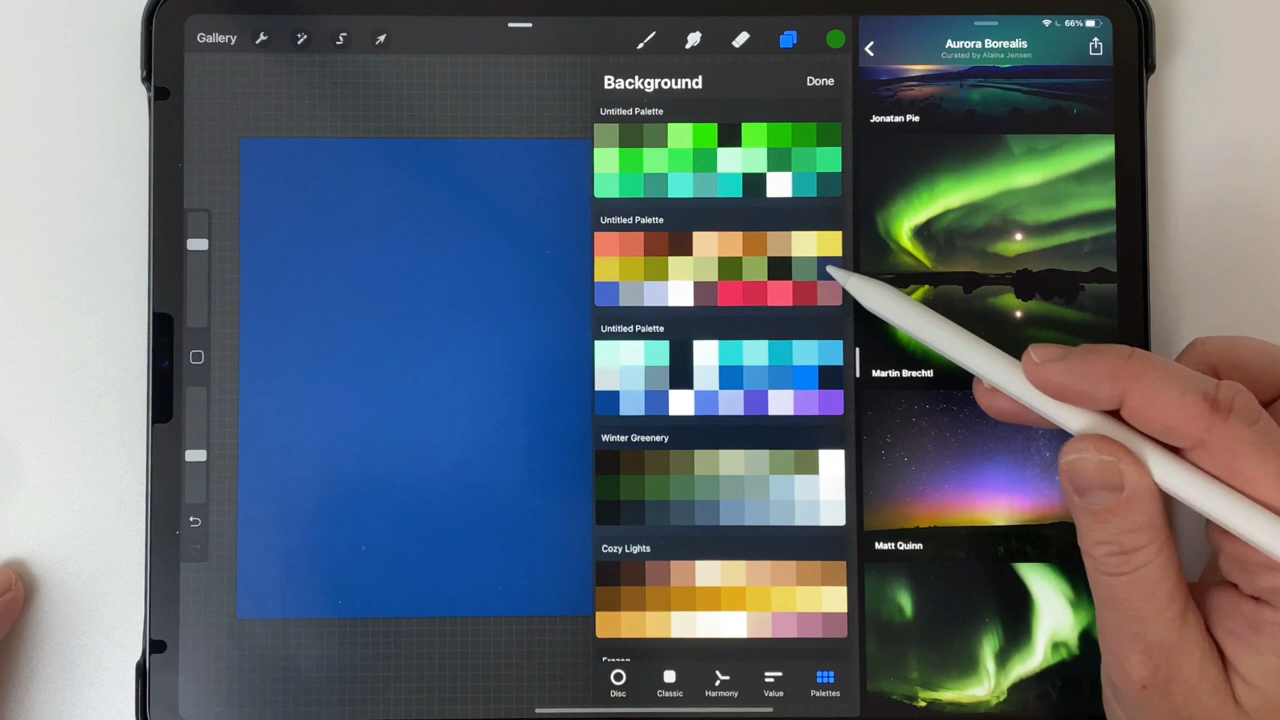 Gallery
Background
Done
Untitled Palette
Untitled Palette
Untitled Palette
Winter Greenery
Cozy Lights
Frozen
Disc
Classic
Harmony
Value
Palettes
66%
Aurora Borealis
Curated by Alaina Jensen
Jonatan Pie
Martin Brechtl
Matt Quinn